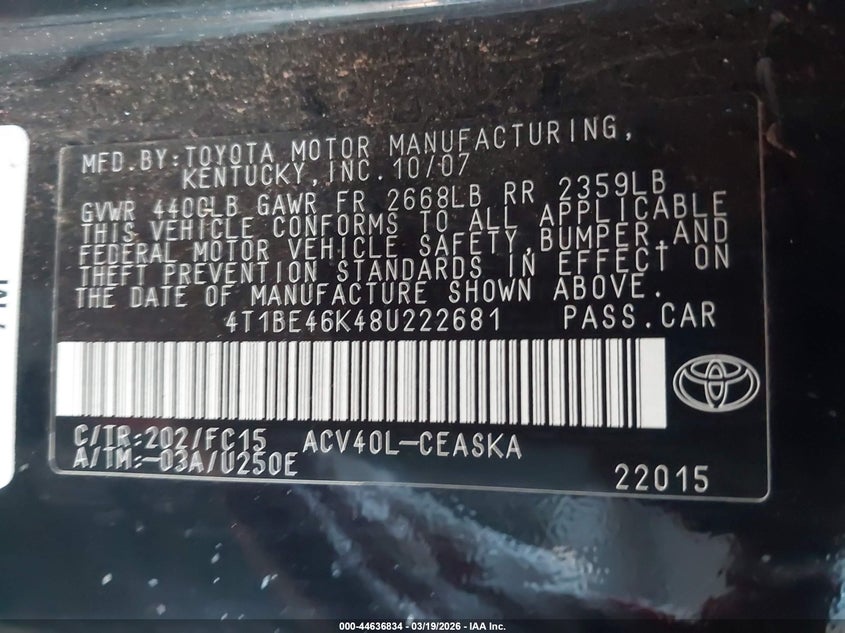 MFD.BY:TOYOTA MOTOR MANUFACTURING,
KENTUCKY,INC.10/07
GVWR 4400LB GAWR FR 2668LB RR 2359LB
THIS VEHICLE CONFORMS TO ALL APPLICABLE
FEDERAL MOTOR VEHICLE SAFETY,BUMPER,AND
THEFT PREVENTION STANDARDS IN EFFECT ON
THE DATE OF MANUFACTURE SHOWN ABOVE.
4T1BE46K48U222681 PASS.CAR
C/TR:202/FC15 ACV40L-CEASKA
A/TM:-03A/U250E
22015
000-44636834 - 03/19/2026 - IAA Inc.